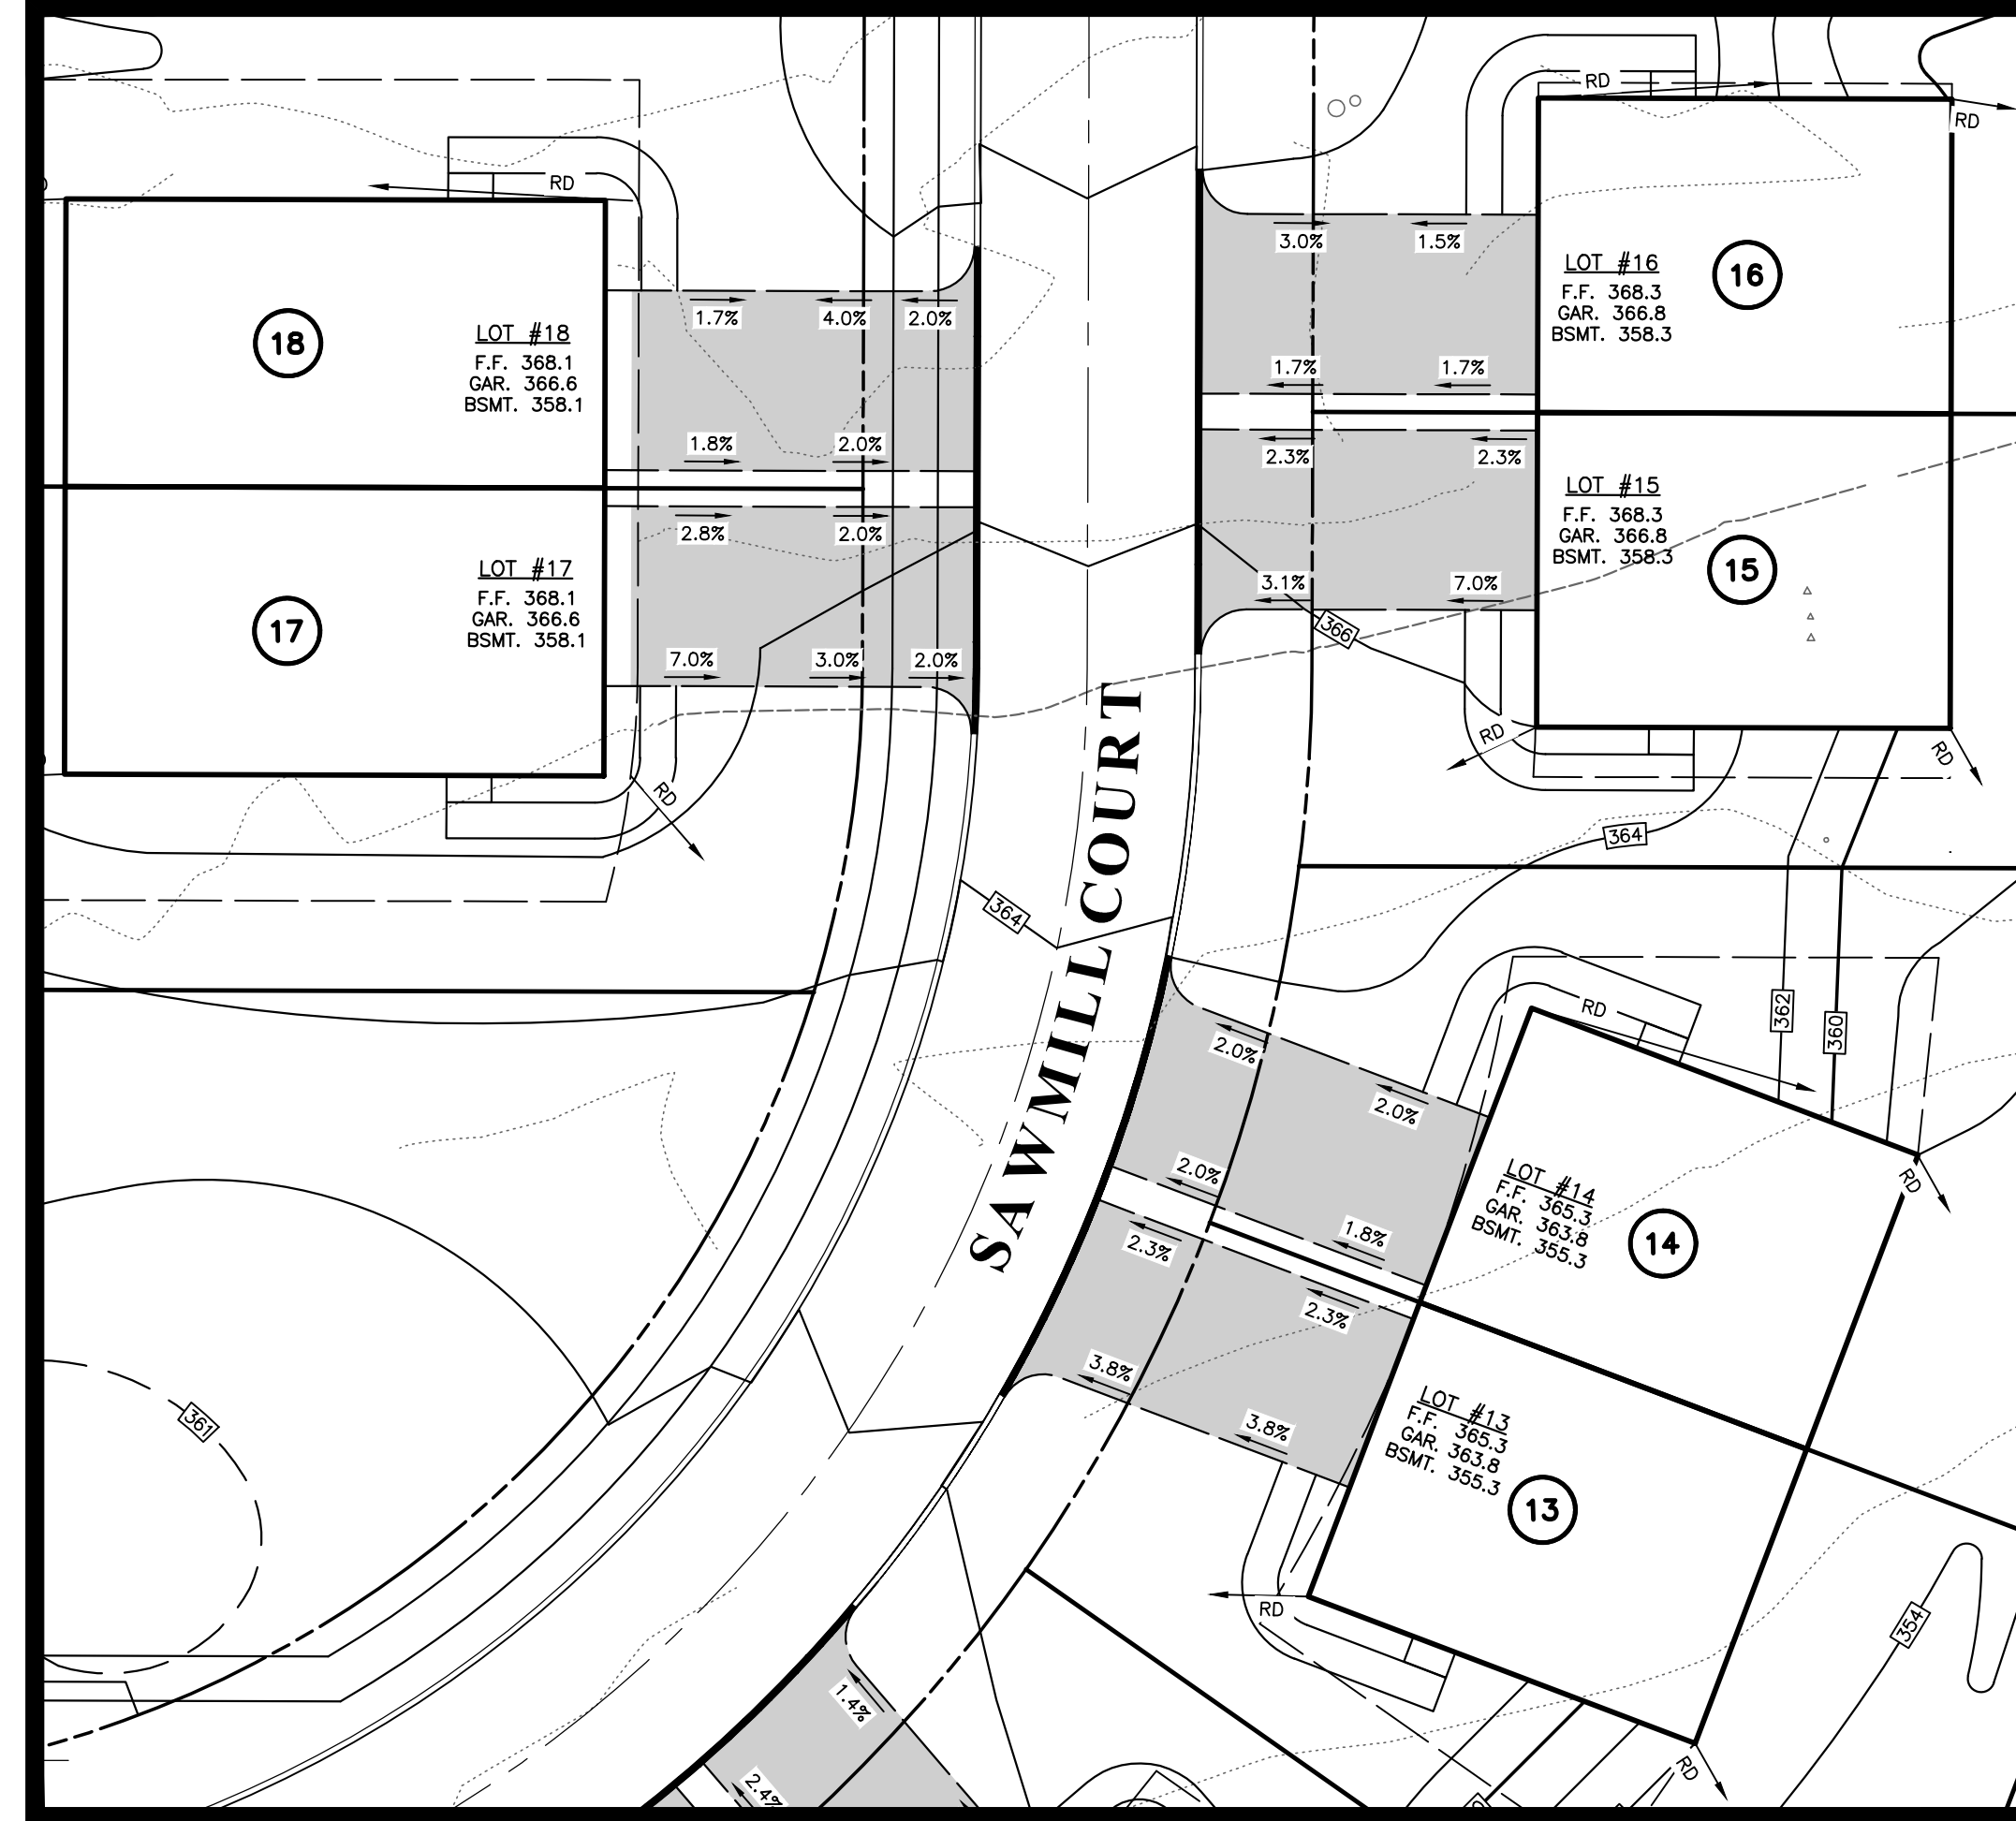 RD
RD
RD
16
LOT #16
F.F. 368.3
GAR. 366.8
BSMT. 358.3
3.0%
1.5%
1.7%
1.7%
18
LOT #18
F.F. 368.1
GAR. 366.6
BSMT. 358.1
1.7%
4.0%
2.0%
1.8%
2.0%
2.3%
2.3%
LOT #15
F.F. 368.3
GAR. 366.8
BSMT. 358.3
15
3.1%
7.0%
366
2.8%
2.0%
LOT #17
F.F. 368.1
GAR. 366.6
BSMT. 358.1
17
7.0%
3.0%
2.0%
RD
RD
RD
364
364
SAWMILL COURT
362
360
RD
2.0%
2.0%
2.0%
1.8%
LOT #14
F.F. 365.3
GAR. 363.8
BSMT. 355.3
14
RD
2.3%
2.3%
3.8%
3.8%
LOT #13
F.F. 365.3
GAR. 363.8
BSMT. 355.3
13
361
RD
354
1.4%
2.4%
RD